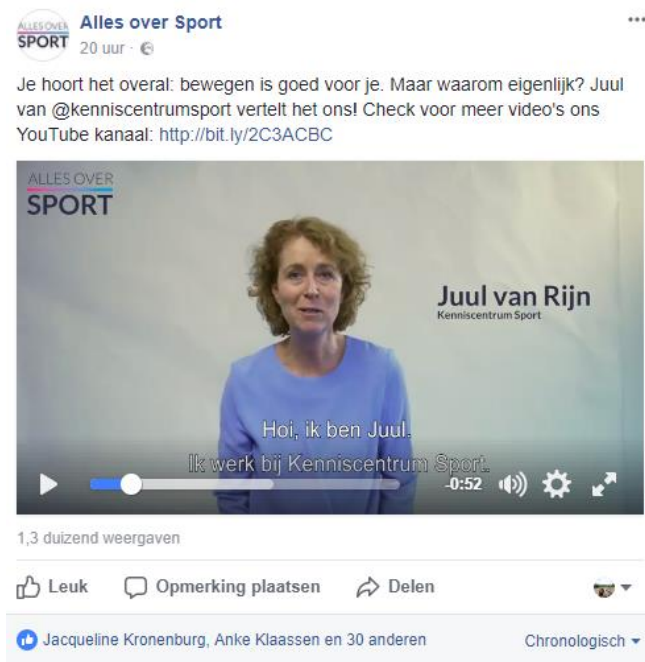 ALLES OVER
SPORT
Alles over Sport
20 uur ·
Je hoort het overal: bewegen is goed voor je. Maar waarom eigenlijk? Juul
van @kenniscentrumsport vertelt het ons! Check voor meer video's ons
YouTube kanaal: http://bit.ly/2C3ACBC
ALLES OVER
SPORT
Juul van Rijn
Kenniscentrum Sport
Hoi, ik ben Juul.
Ik werk bij Kenniscentrum Sport.
-0:52
1,3 duizend weergaven
Leuk Opmerking plaatsen Delen
Jacqueline Kronenburg, Anke Klaassen en 30 anderen Chronologisch